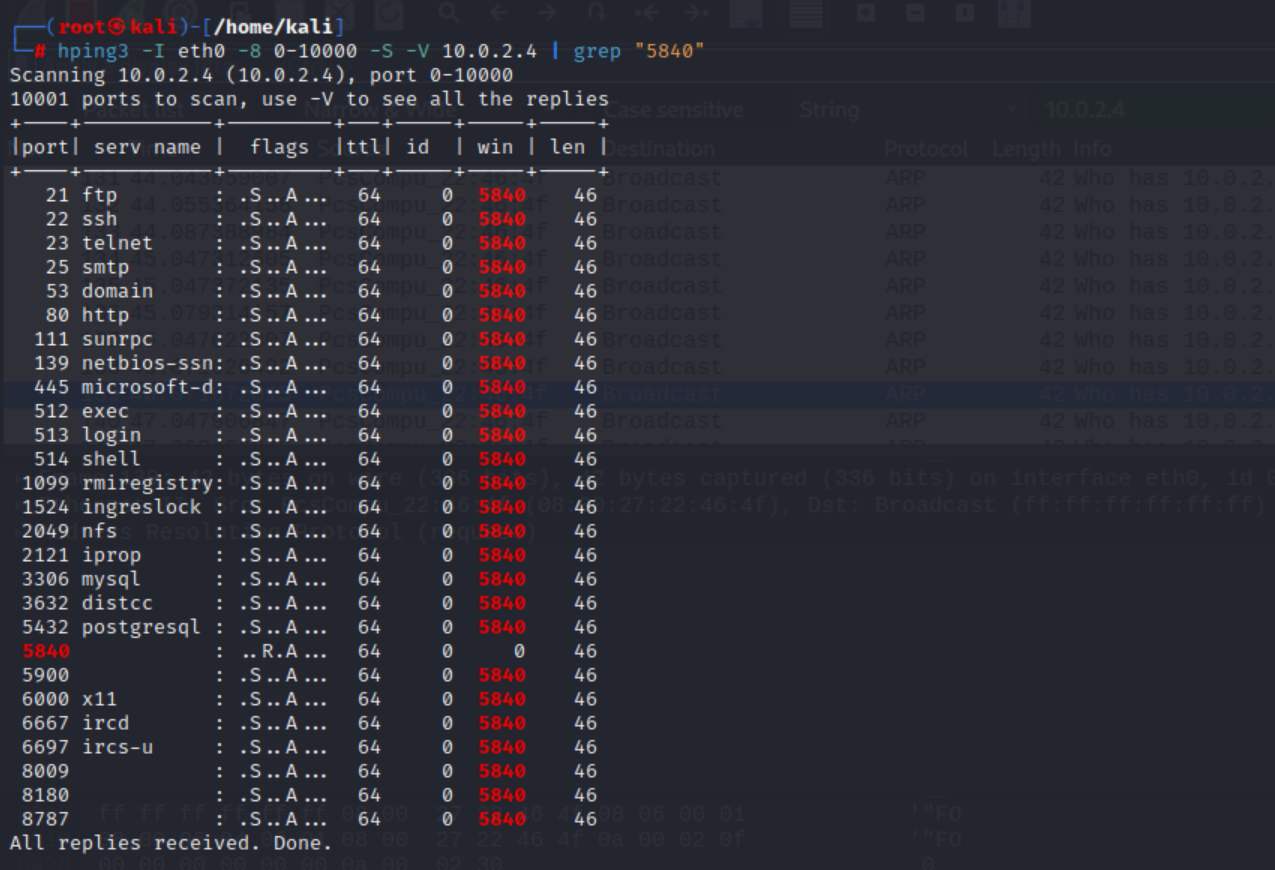 (root㉿kali)-[/home/kali]
# hping3 -I eth0 -8 0-10000 -S -V 10.0.2.4 | grep "5840"
Scanning 10.0.2.4 (10.0.2.4), port 0-10000
10001 ports to scan, use -V to see all the replies
+----+-----------+---------+---+-----+-----+-----+
|port| serv name |  flags  |ttl| id  | win | len |
+----+-----------+---------+---+-----+-----+-----+
21 ftp : .S..A... 64 0 5840 46
22 ssh : .S..A... 64 0 5840 46
23 telnet : .S..A... 64 0 5840 46
25 smtp : .S..A... 64 0 5840 46
53 domain : .S..A... 64 0 5840 46
80 http : .S..A... 64 0 5840 46
111 sunrpc : .S..A... 64 0 5840 46
139 netbios-ssn: .S..A... 64 0 5840 46
445 microsoft-d: .S..A... 64 0 5840 46
512 exec : .S..A... 64 0 5840 46
513 login : .S..A... 64 0 5840 46
514 shell : .S..A... 64 0 5840 46
1099 rmiregistry: .S..A... 64 0 5840 46
1524 ingreslock : .S..A... 64 0 5840 46
2049 nfs : .S..A... 64 0 5840 46
2121 iprop : .S..A... 64 0 5840 46
3306 mysql : .S..A... 64 0 5840 46
3632 distcc : .S..A... 64 0 5840 46
5432 postgresql : .S..A... 64 0 5840 46
5840 : ..R.A... 64 0 0 46
5900 : .S..A... 64 0 5840 46
6000 x11 : .S..A... 64 0 5840 46
6667 ircd : .S..A... 64 0 5840 46
6697 ircs-u : .S..A... 64 0 5840 46
8009 : .S..A... 64 0 5840 46
8180 : .S..A... 64 0 5840 46
8787 : .S..A... 64 0 5840 46
All replies received. Done.